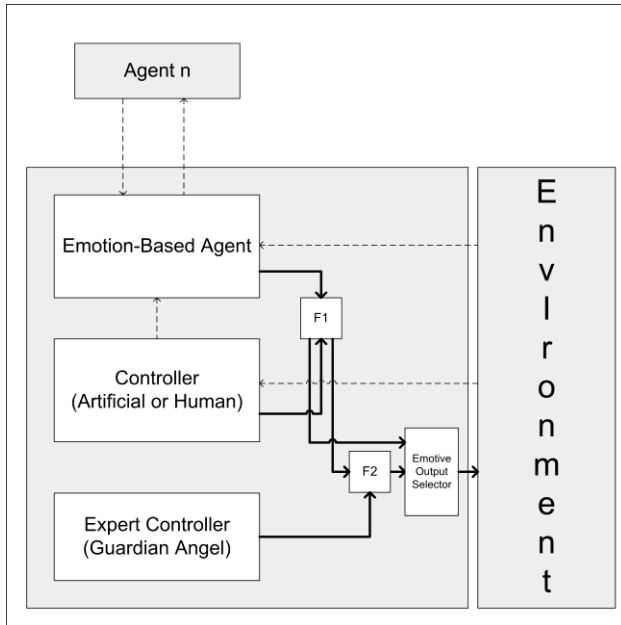 Agent n
Emotion-Based Agent
F1
Controller
(Artificial or Human)
F2
Emotive
Output
Selector
Expert Controller
(Guardian Angel)
E
n
v
I
r
o
n
m
e
n
t